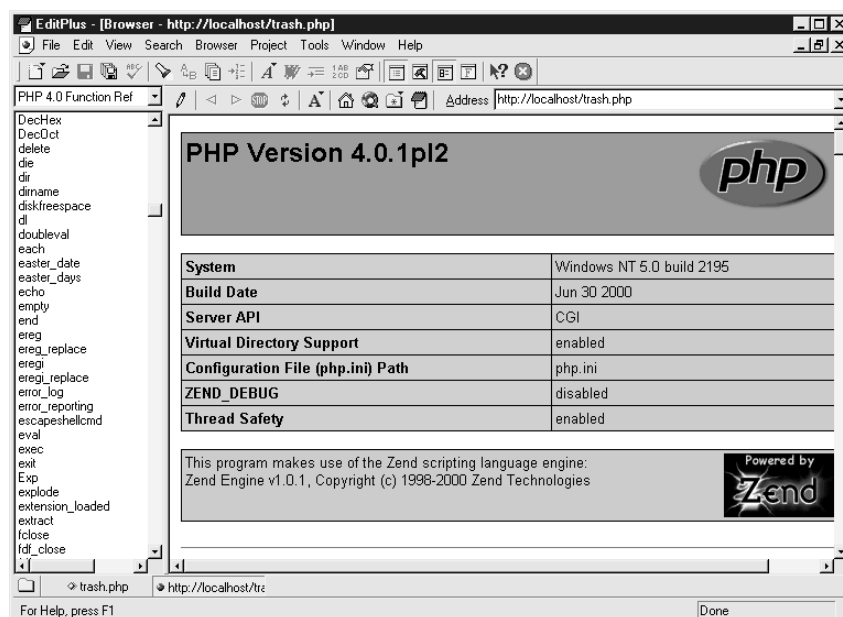 EditPlus - [Browser - http://localhost/trash.php]
File Edit View Search Browser Project Tools Window Help
PHP 4.0 Function Ref
Address http://localhost/trash.php
DecHex
DecOct
delete
die
dir
dirname
diskfreespace
dl
doubleval
each
easter_date
easter_days
echo
empty
end
ereg
ereg_replace
eregi
eregi_replace
error_log
error_reporting
escapeshellcmd
eval
exec
exit
Exp
explode
extension_loaded
extract
fclose
fdf_close
PHP Version 4.0.1pl2
php
System Windows NT 5.0 build 2195
Build Date Jun 30 2000
Server API CGI
Virtual Directory Support enabled
Configuration File (php.ini) Path php.ini
ZEND_DEBUG disabled
Thread Safety enabled
This program makes use of the Zend scripting language engine:
Zend Engine v1.0.1, Copyright (c) 1998-2000 Zend Technologies
Powered by
Zend
trash.php http://localhost/tra
For Help, press F1 Done